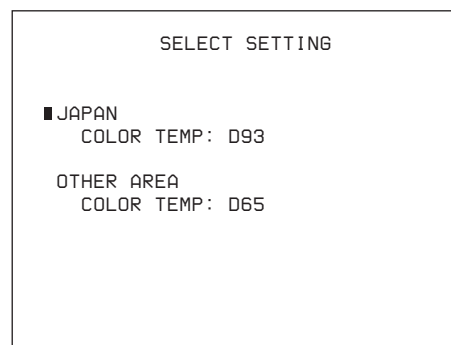 SELECT SETTING
JAPAN
COLOR TEMP: D93
OTHER AREA
COLOR TEMP: D65